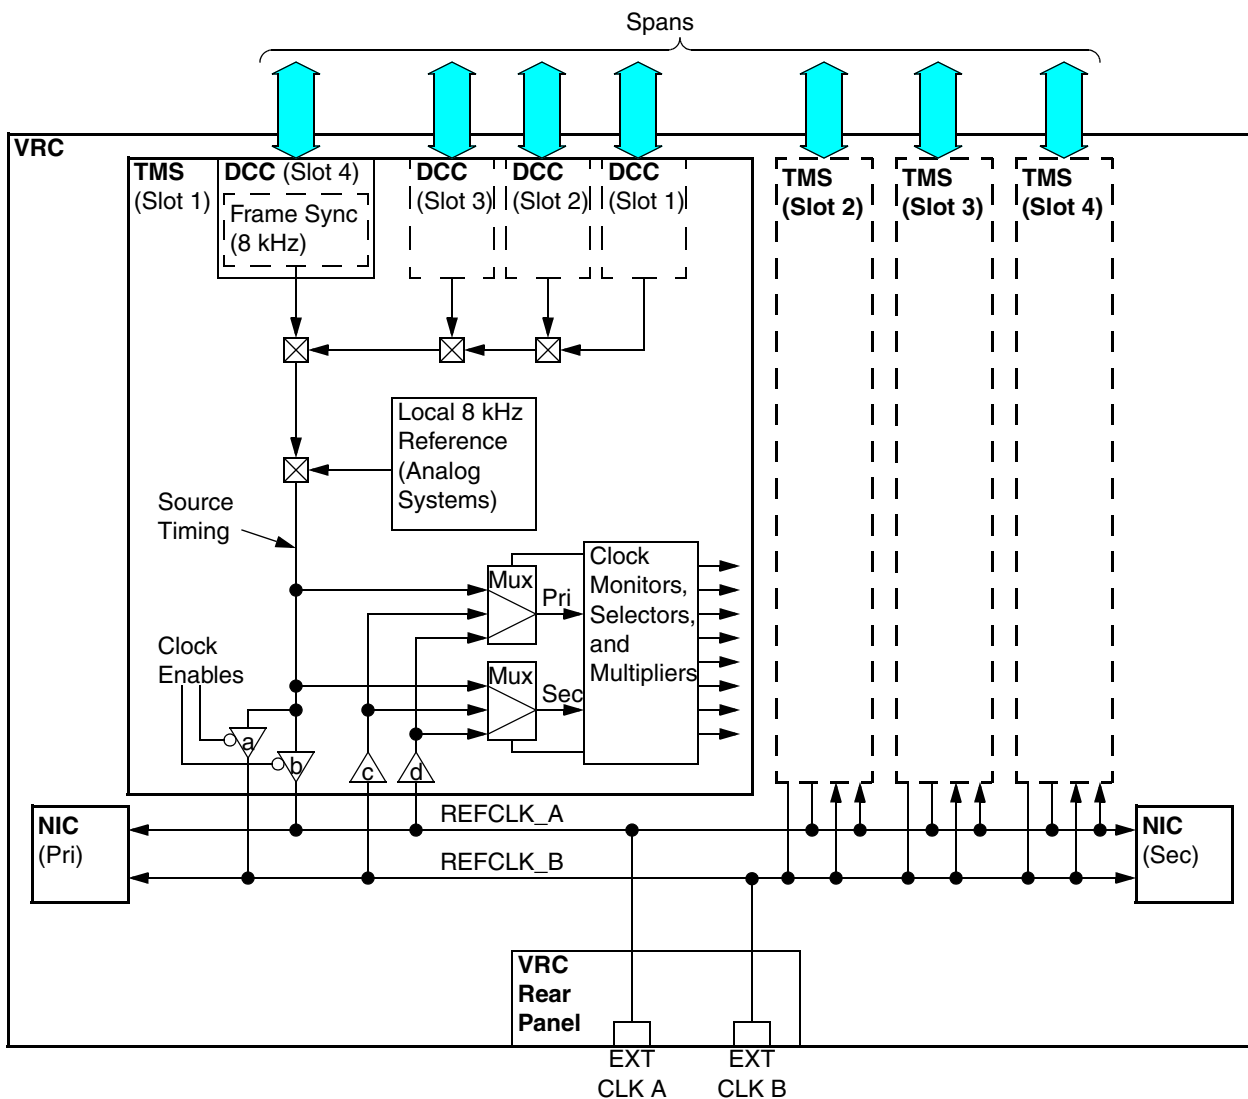 Spans
VRC
TMS
(Slot 1)
DCC (Slot 4)
Frame Sync
(8 kHz)
DCC
(Slot 3)
DCC
(Slot 2)
DCC
(Slot 1)
TMS
(Slot 2)
TMS
(Slot 3)
TMS
(Slot 4)
Local 8 kHz
Reference
(Analog
Systems)
Source
Timing
Clock
Enables
Mux
Pri
Mux
Sec
Clock
Monitors,
Selectors,
and
Multipliers
a
b
c
d
NIC
(Pri)
REFCLK_A
REFCLK_B
NIC
(Sec)
VRC
Rear
Panel
EXT
CLK A
EXT
CLK B